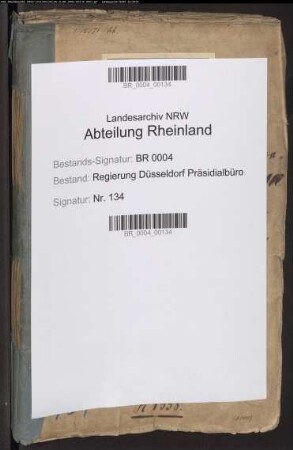 BR_0004_00134
Landesarchiv NRW
Abteilung Rheinland
Bestands-Signatur: BR 0004
Bestand: Regierung Düsseldorf Präsidialbüro
Signatur: Nr. 134
BR_0004_00134